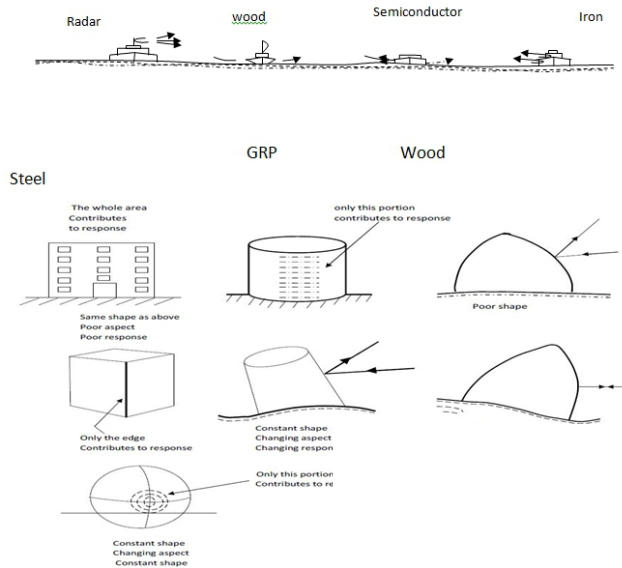 Radar
wood
Semiconductor
Iron
GRP
Wood
Steel
The whole area
Contributes
to response
only this portion
contributes to response
Same shape as above
Poor aspect
Poor response
Poor shape
Only the edge
Contributes to response
Constant shape
Changing aspect
Changing respon
Only this portion
Contributes to re
Constant shape
Changing aspect
Constant shape